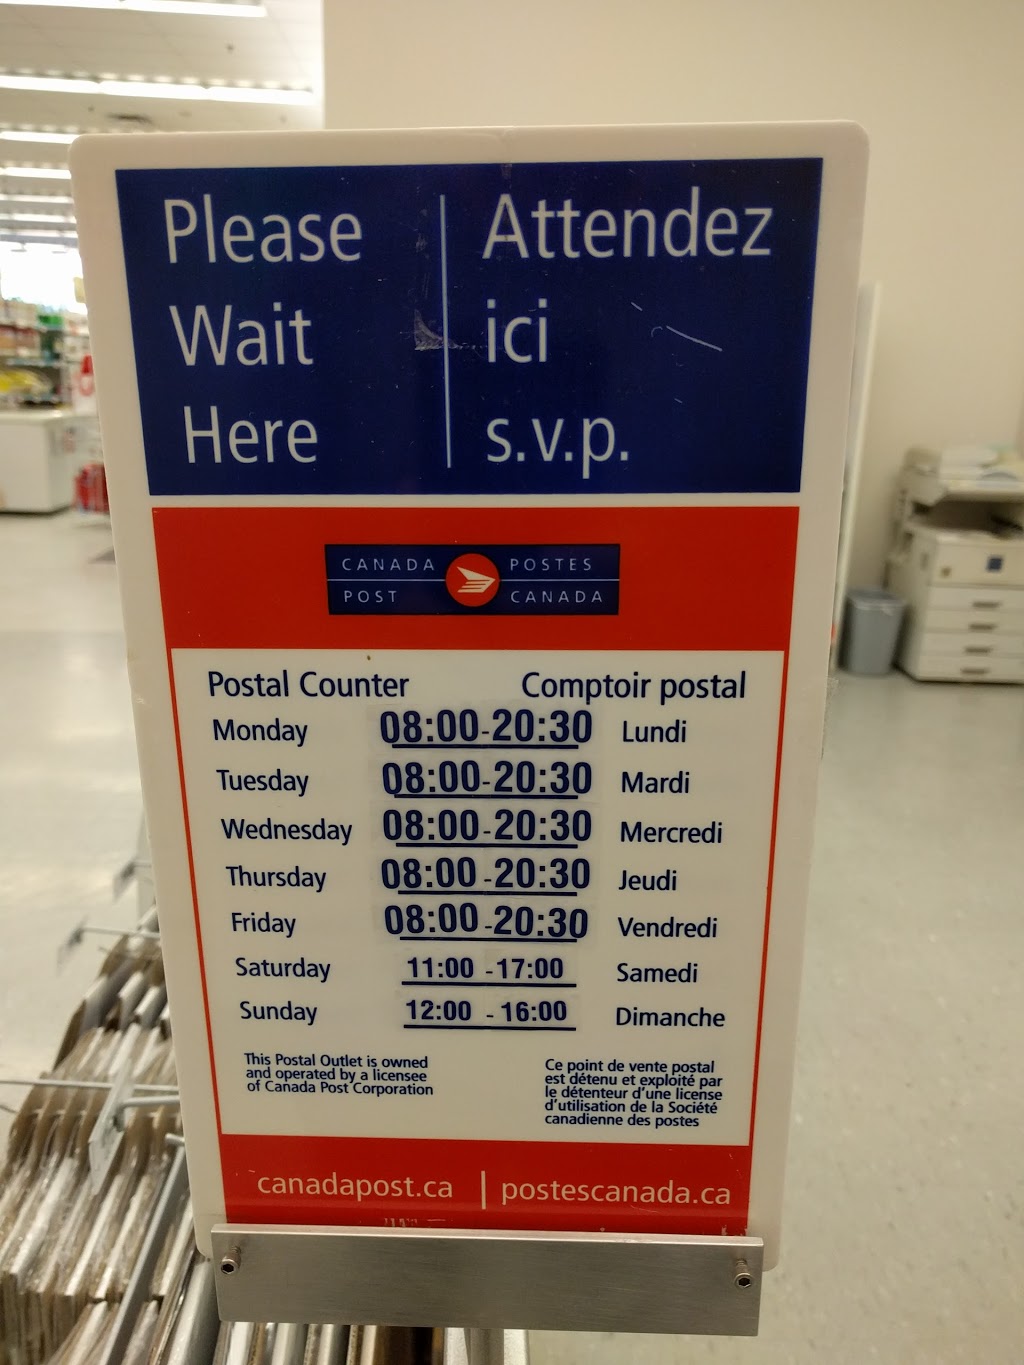 Please
Wait
Here
Attendez
ici
s.v.p.
CANADA
POST
POSTES
CANADA
Postal Counter Comptoir postal
Monday 08:00-20:30 Lundi
Tuesday 08:00-20:30 Mardi
Wednesday 08:00-20:30 Mercredi
Thursday 08:00-20:30 Jeudi
Friday 08:00-20:30 Vendredi
Saturday 11:00-17:00 Samedi
Sunday 12:00-16:00 Dimanche
This Postal Outlet is owned
and operated by a licensee
of Canada Post Corporation
Ce point de vente postal
est détenu et exploité par
le détenteur d'une license
d'utilisation de la Société
canadienne des postes
canadapost.ca | postescanada.ca